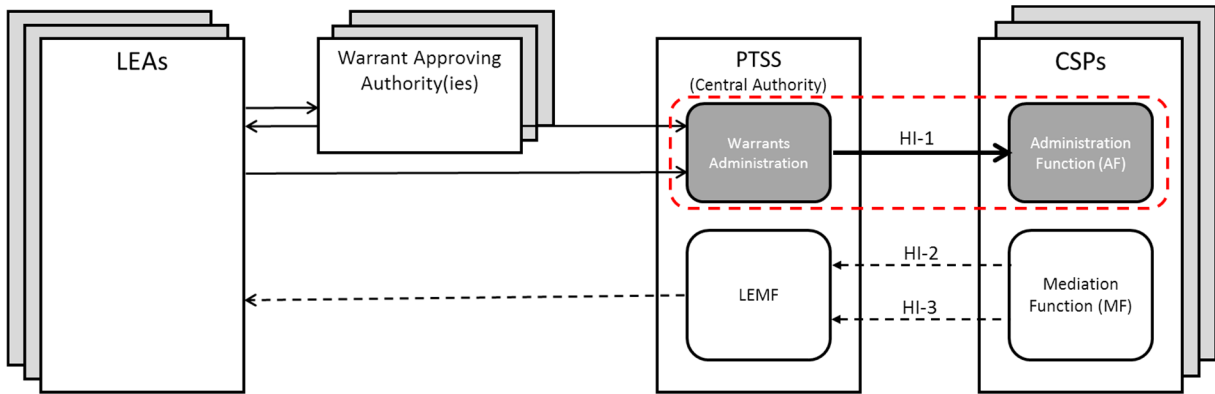 LEAs
Warrant Approving
Authority(ies)
PTSS
(Central Authority)
CSPs
Warrants
Administration
HI-1
Administration
Function (AF)
HI-2
LEMF
HI-3
Mediation
Function (MF)